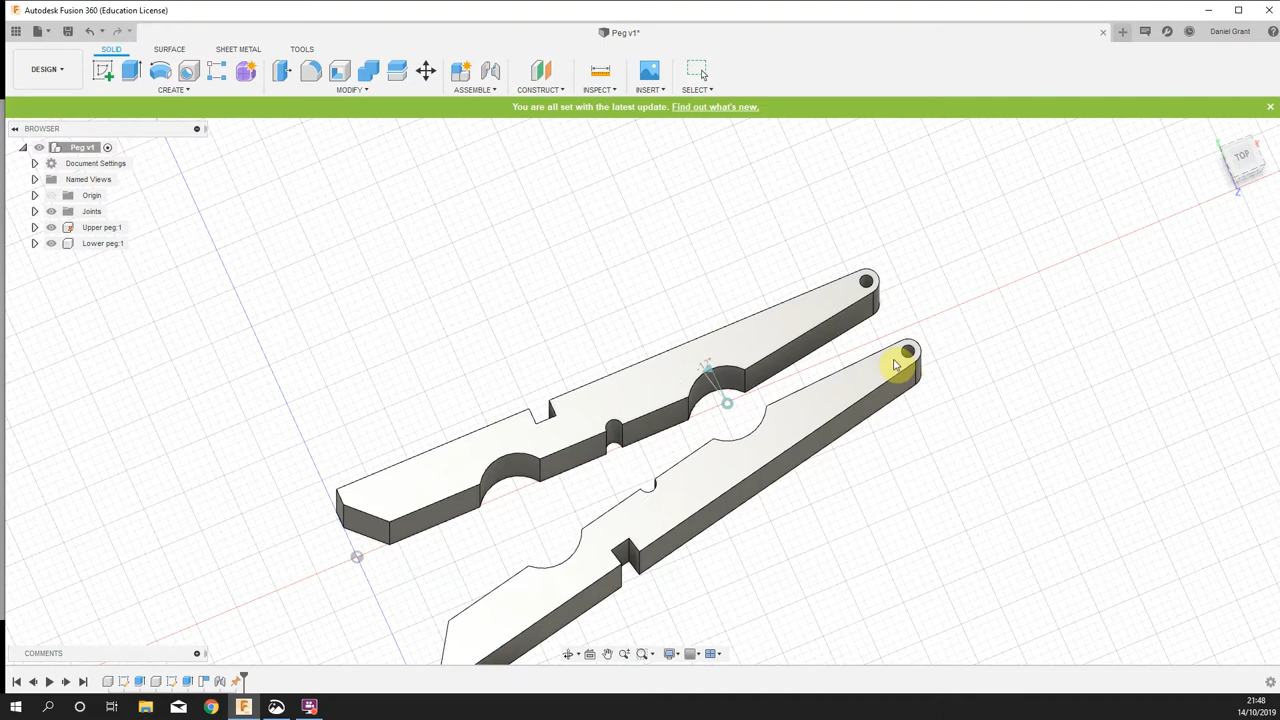 Autodesk Fusion 360 (Education License)
Peg v1*
Daniel Grant
SOLID SURFACE SHEET METAL TOOLS
DESIGN
CREATE MODIFY ASSEMBLE CONSTRUCT INSPECT INSERT SELECT
You are all set with the latest update. Find out what's new.
BROWSER
Peg v1
Document Settings
Named Views
Origin
Joints
Upper peg:1
Lower peg:1
TOP
Z
COMMENTS
21:48
14/10/2019